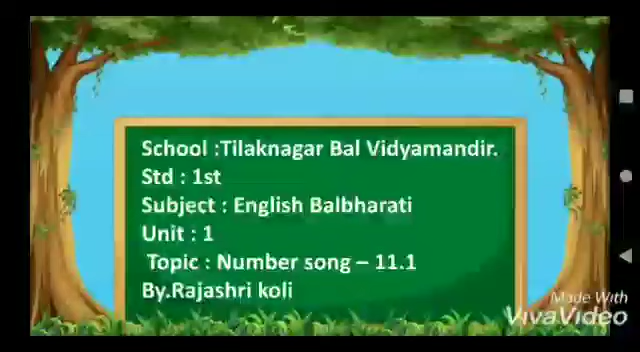 School :Tilaknagar Bal Vidyamandir.
Std : 1st
Subject : English Balbharati
Unit : 1
Topic : Number song – 11.1
By.Rajashri koli
Made With
VivaVideo